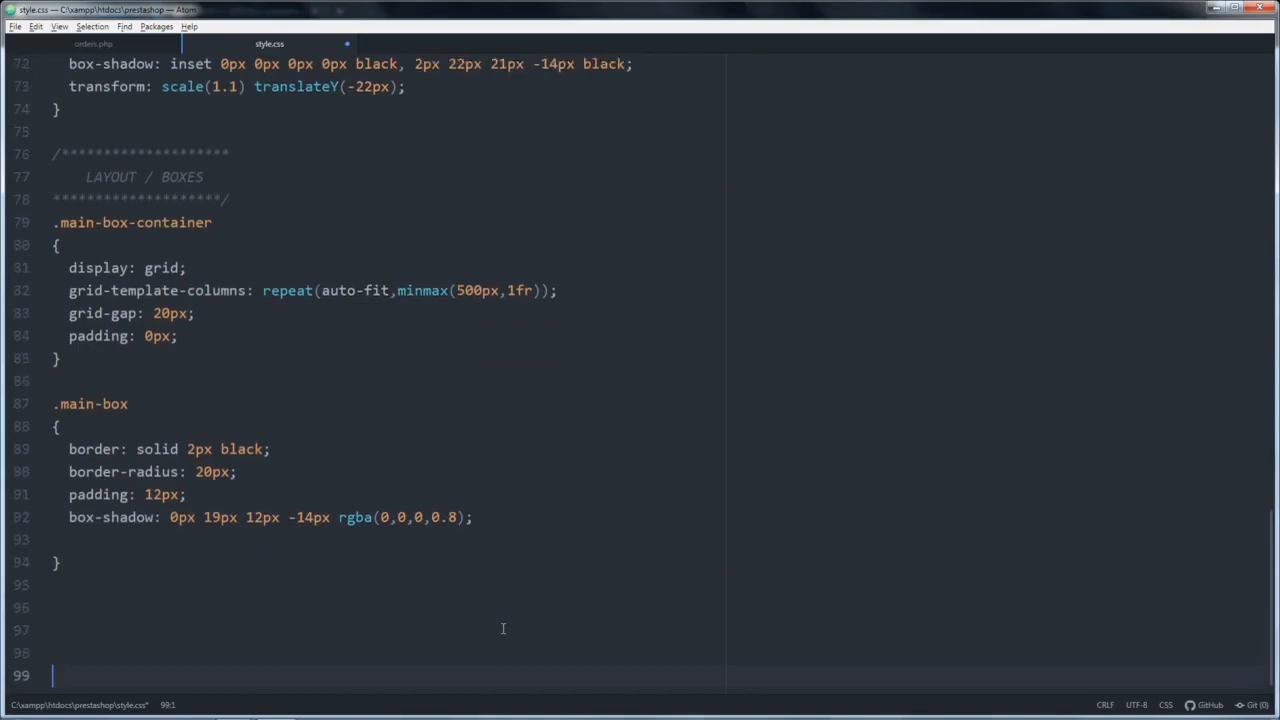 style.css — C:\xampp\htdocs\prestashop — Atom
File Edit View Selection Find Packages Help
orders.php style.css
72 box-shadow: inset 0px 0px 0px 0px black, 2px 22px 21px -14px black;
73 transform: scale(1.1) translateY(-22px);
74 }
75
76 /********************
77 LAYOUT / BOXES
78 ********************/
79 .main-box-container
80 {
81 display: grid;
82 grid-template-columns: repeat(auto-fit,minmax(500px,1fr));
83 grid-gap: 20px;
84 padding: 0px;
85 }
86
87 .main-box
88 {
89 border: solid 2px black;
90 border-radius: 20px;
91 padding: 12px;
92 box-shadow: 0px 19px 12px -14px rgba(0,0,0,0.8);
93
94 }
95
96
97
98
99
C:\xampp\htdocs\prestashop\style.css* 99:1 CRLF UTF-8 CSS GitHub Git (0)